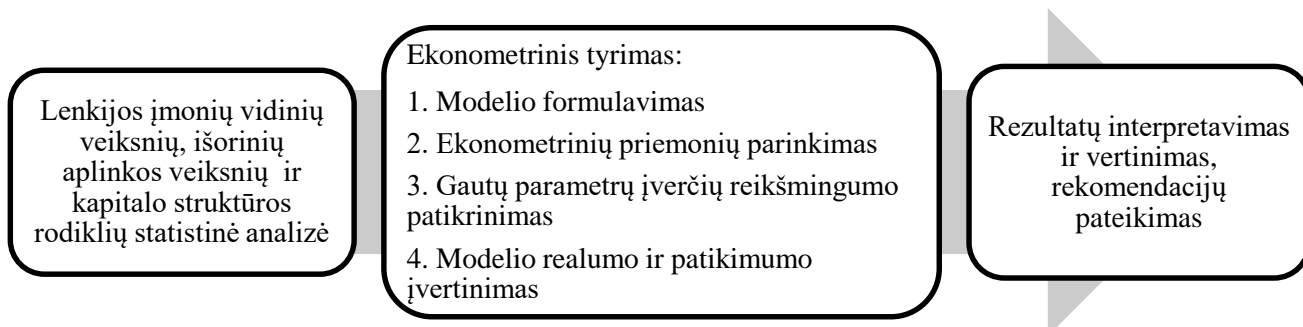 Lenkijos įmonių vidinių
veiksnių, išorinių
aplinkos veiksnių ir
kapitalo struktūros
rodiklių statistinė analizė
Ekonometrinis tyrimas:
1. Modelio formulavimas
2. Ekonometrinių priemonių parinkimas
3. Gautų parametrų įverčių reikšmingumo
patikrinimas
4. Modelio realumo ir patikimumo
įvertinimas
Rezultatų interpretavimas
ir vertinimas,
rekomendacijų
pateikimas